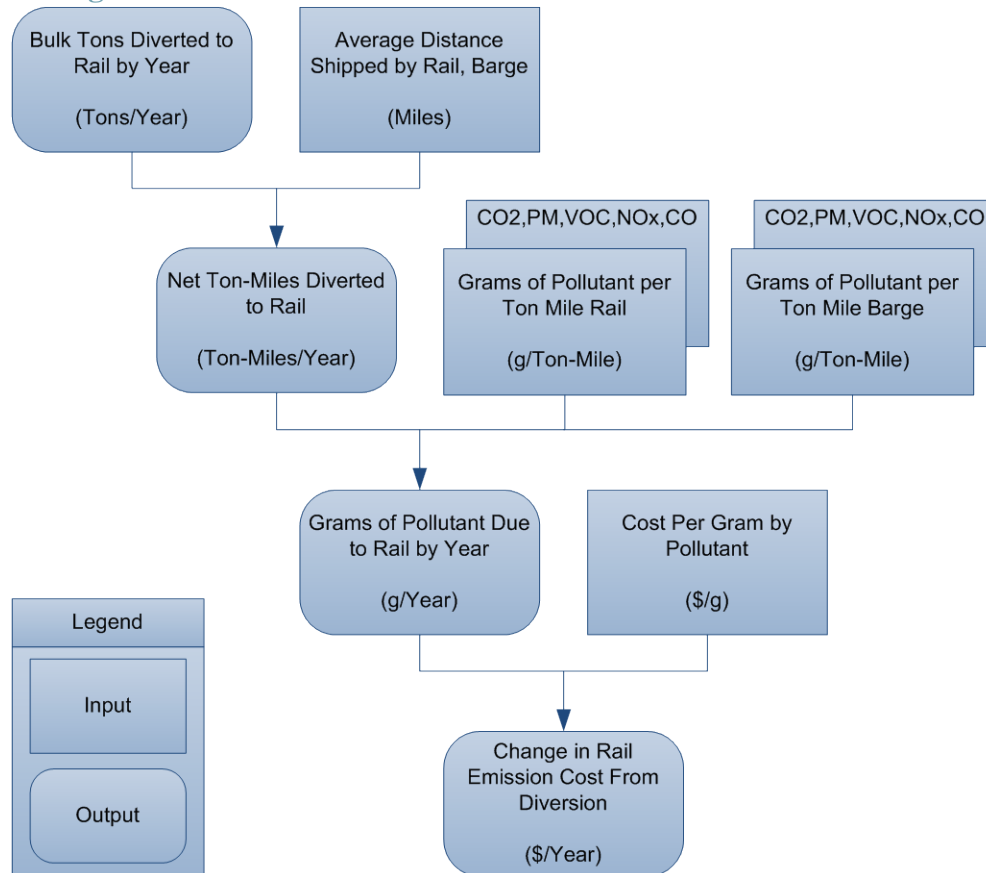 Bulk Tons Diverted to
Rail by Year
(Tons/Year)
Average Distance
Shipped by Rail, Barge
(Miles)
Net Ton-Miles Diverted
to Rail
(Ton-Miles/Year)
CO2,PM,VOC,NOx,CO
Grams of Pollutant per
Ton Mile Rail
(g/Ton-Mile)
CO2,PM,VOC,NOx,CO
Grams of Pollutant per
Ton Mile Barge
(g/Ton-Mile)
Grams of Pollutant Due
to Rail by Year
(g/Year)
Cost Per Gram by
Pollutant
($/g)
Legend
Input
Output
Change in Rail
Emission Cost From
Diversion
($/Year)